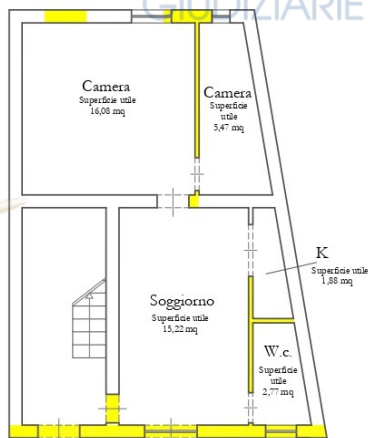 GIUDIZIARIE
Camera
Superficie utile
16,08 mq
Camera
Superficie
utile
5,47 mq
K
Superficie utile
1,88 mq
Soggiorno
Superficie utile
15,22 mq
W.c.
Superficie
utile
2,77 mq